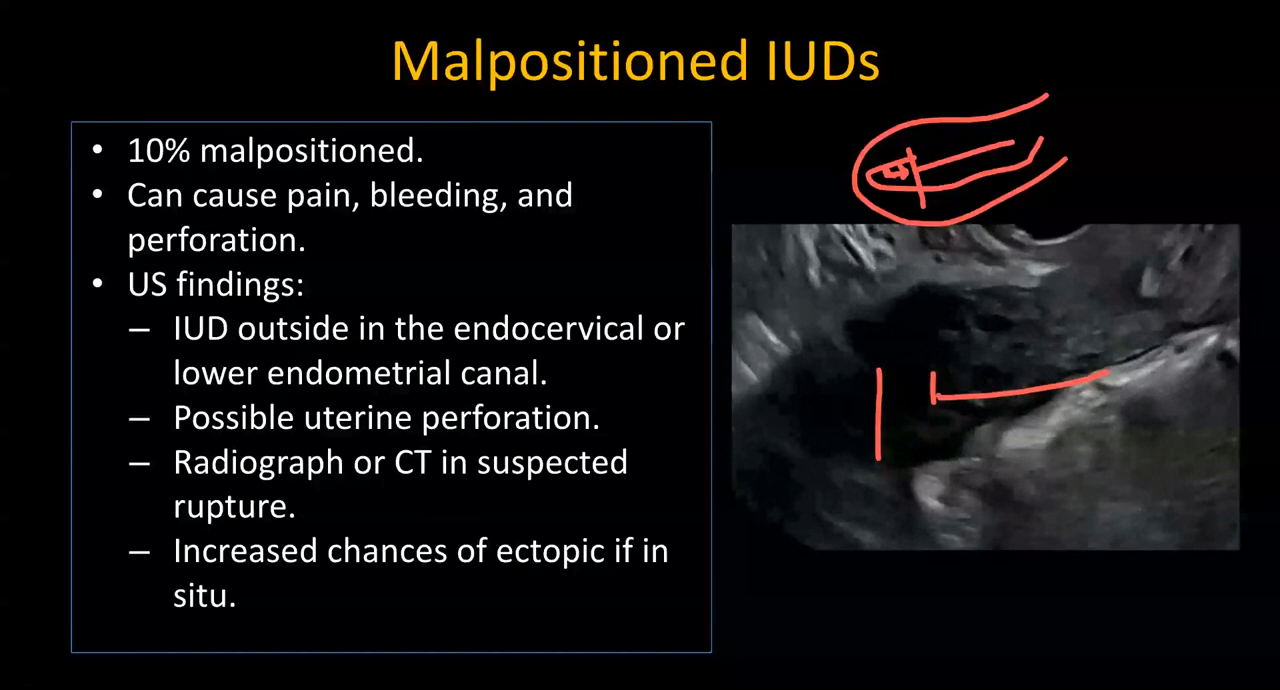 Malpositioned IUDs
• 10% malpositioned.
• Can cause pain, bleeding, and
perforation.
• US findings:
– IUD outside in the endocervical or
lower endometrial canal.
– Possible uterine perforation.
– Radiograph or CT in suspected
rupture.
– Increased chances of ectopic if in
situ.